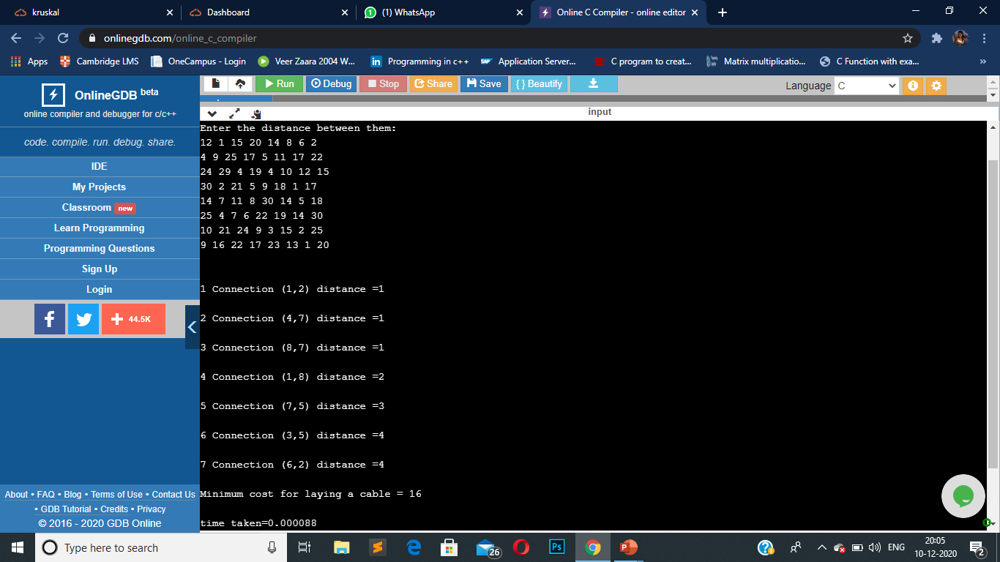 kruskal
Dashboard
(1) WhatsApp
Online C Compiler - online editor
onlinegdb.com/online_c_compiler
Apps
Cambridge LMS
OneCampus - Login
Veer Zaara 2004 W...
in
Programming in c++
SAP
Application Server...
C program to creat...
Matrix multiplicatio...
C Function with exa...
»
OnlineGDB beta
online compiler and debugger for c/c++
code. compile. run. debug. share.
IDE
My Projects
Classroom new
Learn Programming
Programming Questions
Sign Up
Login
f
+ 44.5K
About • FAQ • Blog • Terms of Use • Contact Us
• GDB Tutorial • Credits • Privacy
© 2016 - 2020 GDB Online
Run
Debug
Stop
Share
Save
{ } Beautify
Language C
input
Enter the distance between them:
12 1 15 20 14 8 6 2
4 9 25 17 5 11 17 22
24 29 4 19 4 10 12 15
30 2 21 5 9 18 1 17
14 7 11 8 30 14 5 18
25 4 7 6 22 19 14 30
10 21 24 9 3 15 2 25
9 16 22 17 23 13 1 20
1 Connection (1,2) distance =1
2 Connection (4,7) distance =1
3 Connection (8,7) distance =1
4 Connection (1,8) distance =2
5 Connection (7,5) distance =3
6 Connection (3,5) distance =4
7 Connection (6,2) distance =4
Minimum cost for laying a cable = 16
time taken=0.000088
Type here to search
26
Ps
P
ENG
20:05
10-12-2020
2